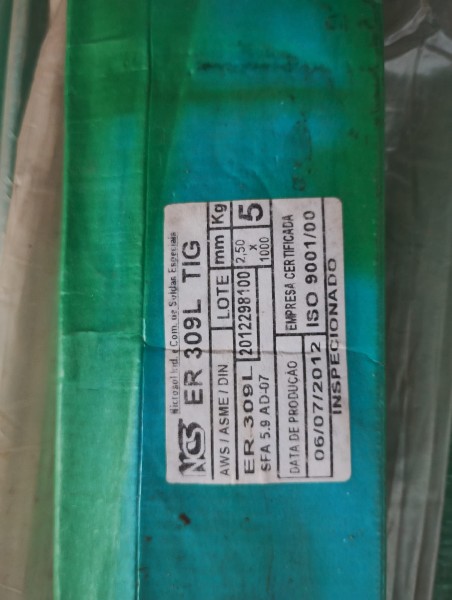 Nicrosol Ind. e Com. de Soldas Especiais
NCS ER 309L TIG
AWS / ASME / DIN LOTE mm Kg
ER 309L 2012298100 2,50 x 1000 5
SFA 5.9 AD-07
DATA DE PRODUÇÃO EMPRESA CERTIFICADA
06/07/2012 ISO 9001/00
INSPECIONADO